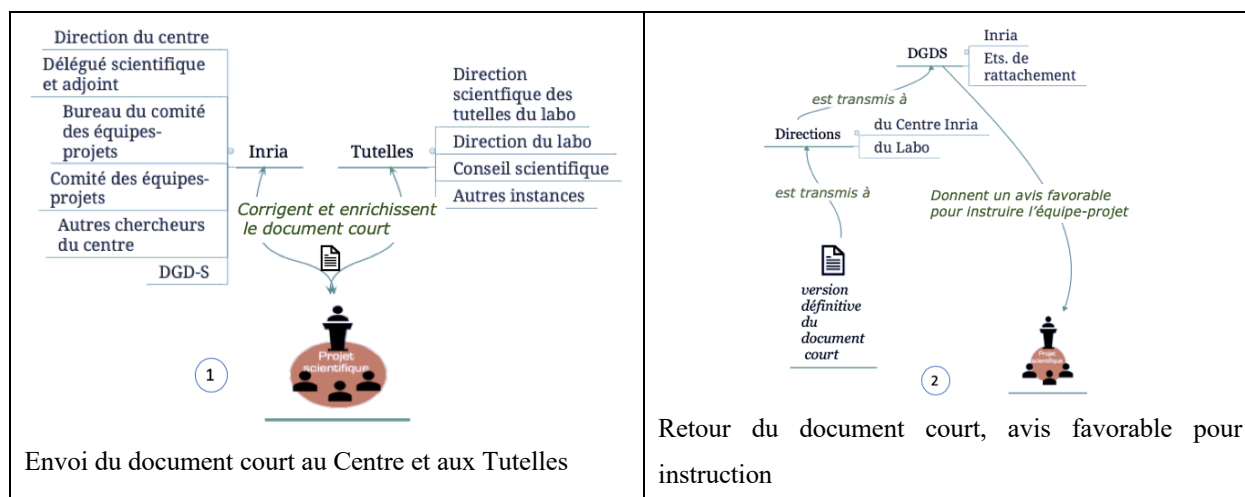 Direction du centre
Délégué scientifique
et adjoint
Bureau du comité
des équipes-
projets
Comité des équipes-
projets
Autres chercheurs
du centre
DGD-S
Inria
Tutelles
Direction
scientfique des
tutelles du labo
Direction du labo
Conseil scientifique
Autres instances
Corrigent et enrichissent
le document court
Projet
scientifique
1
Envoi du document court au Centre et aux Tutelles
DGDS
Inria
Ets. de
rattachement
est transmis à
Directions
du Centre Inria
du Labo
est transmis à
Donnent un avis favorable
pour instruire l'équipe-projet
version
définitive
du
document
court
Projet
scientifique
2
Retour du document court, avis favorable pour
instruction